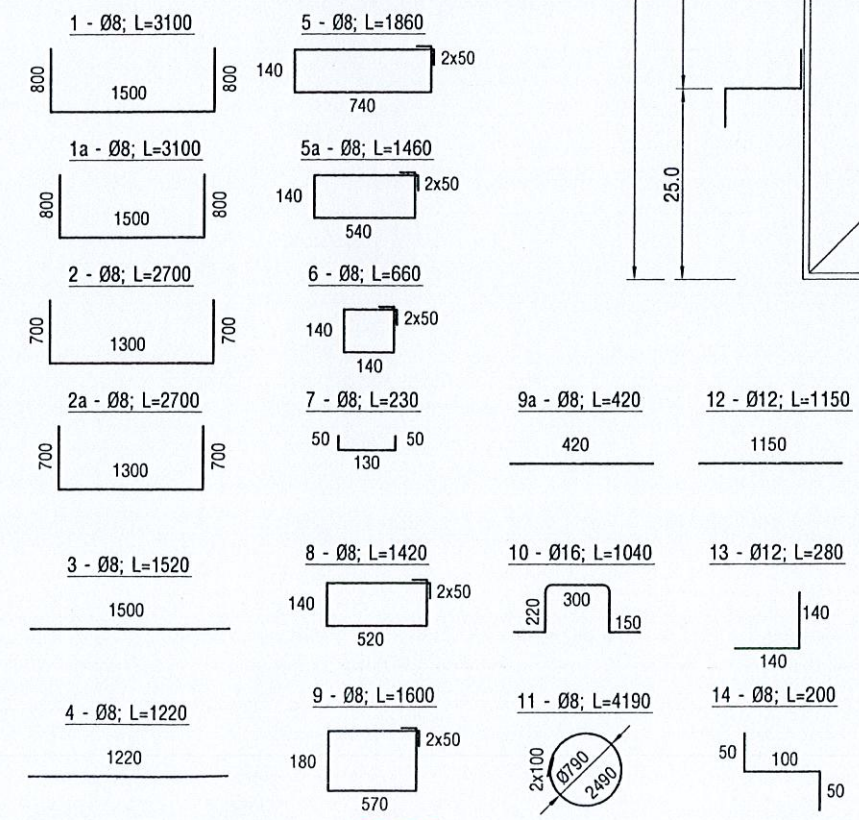 1 - Ø8; L=3100
800
1500
800
5 - Ø8; L=1860
140
2x50
740
1a - Ø8; L=3100
800
1500
800
5a - Ø8; L=1460
140
2x50
540
25.0
2 - Ø8; L=2700
700
1300
700
6 - Ø8; L=660
140
2x50
140
2a - Ø8; L=2700
700
1300
700
7 - Ø8; L=230
50
50
130
9a - Ø8; L=420
420
12 - Ø12; L=1150
1150
3 - Ø8; L=1520
1500
8 - Ø8; L=1420
140
2x50
520
10 - Ø16; L=1040
220
300
150
13 - Ø12; L=280
140
140
4 - Ø8; L=1220
1220
9 - Ø8; L=1600
180
2x50
570
11 - Ø8; L=4190
2x100
Ø790
2490
14 - Ø8; L=200
50
100
50